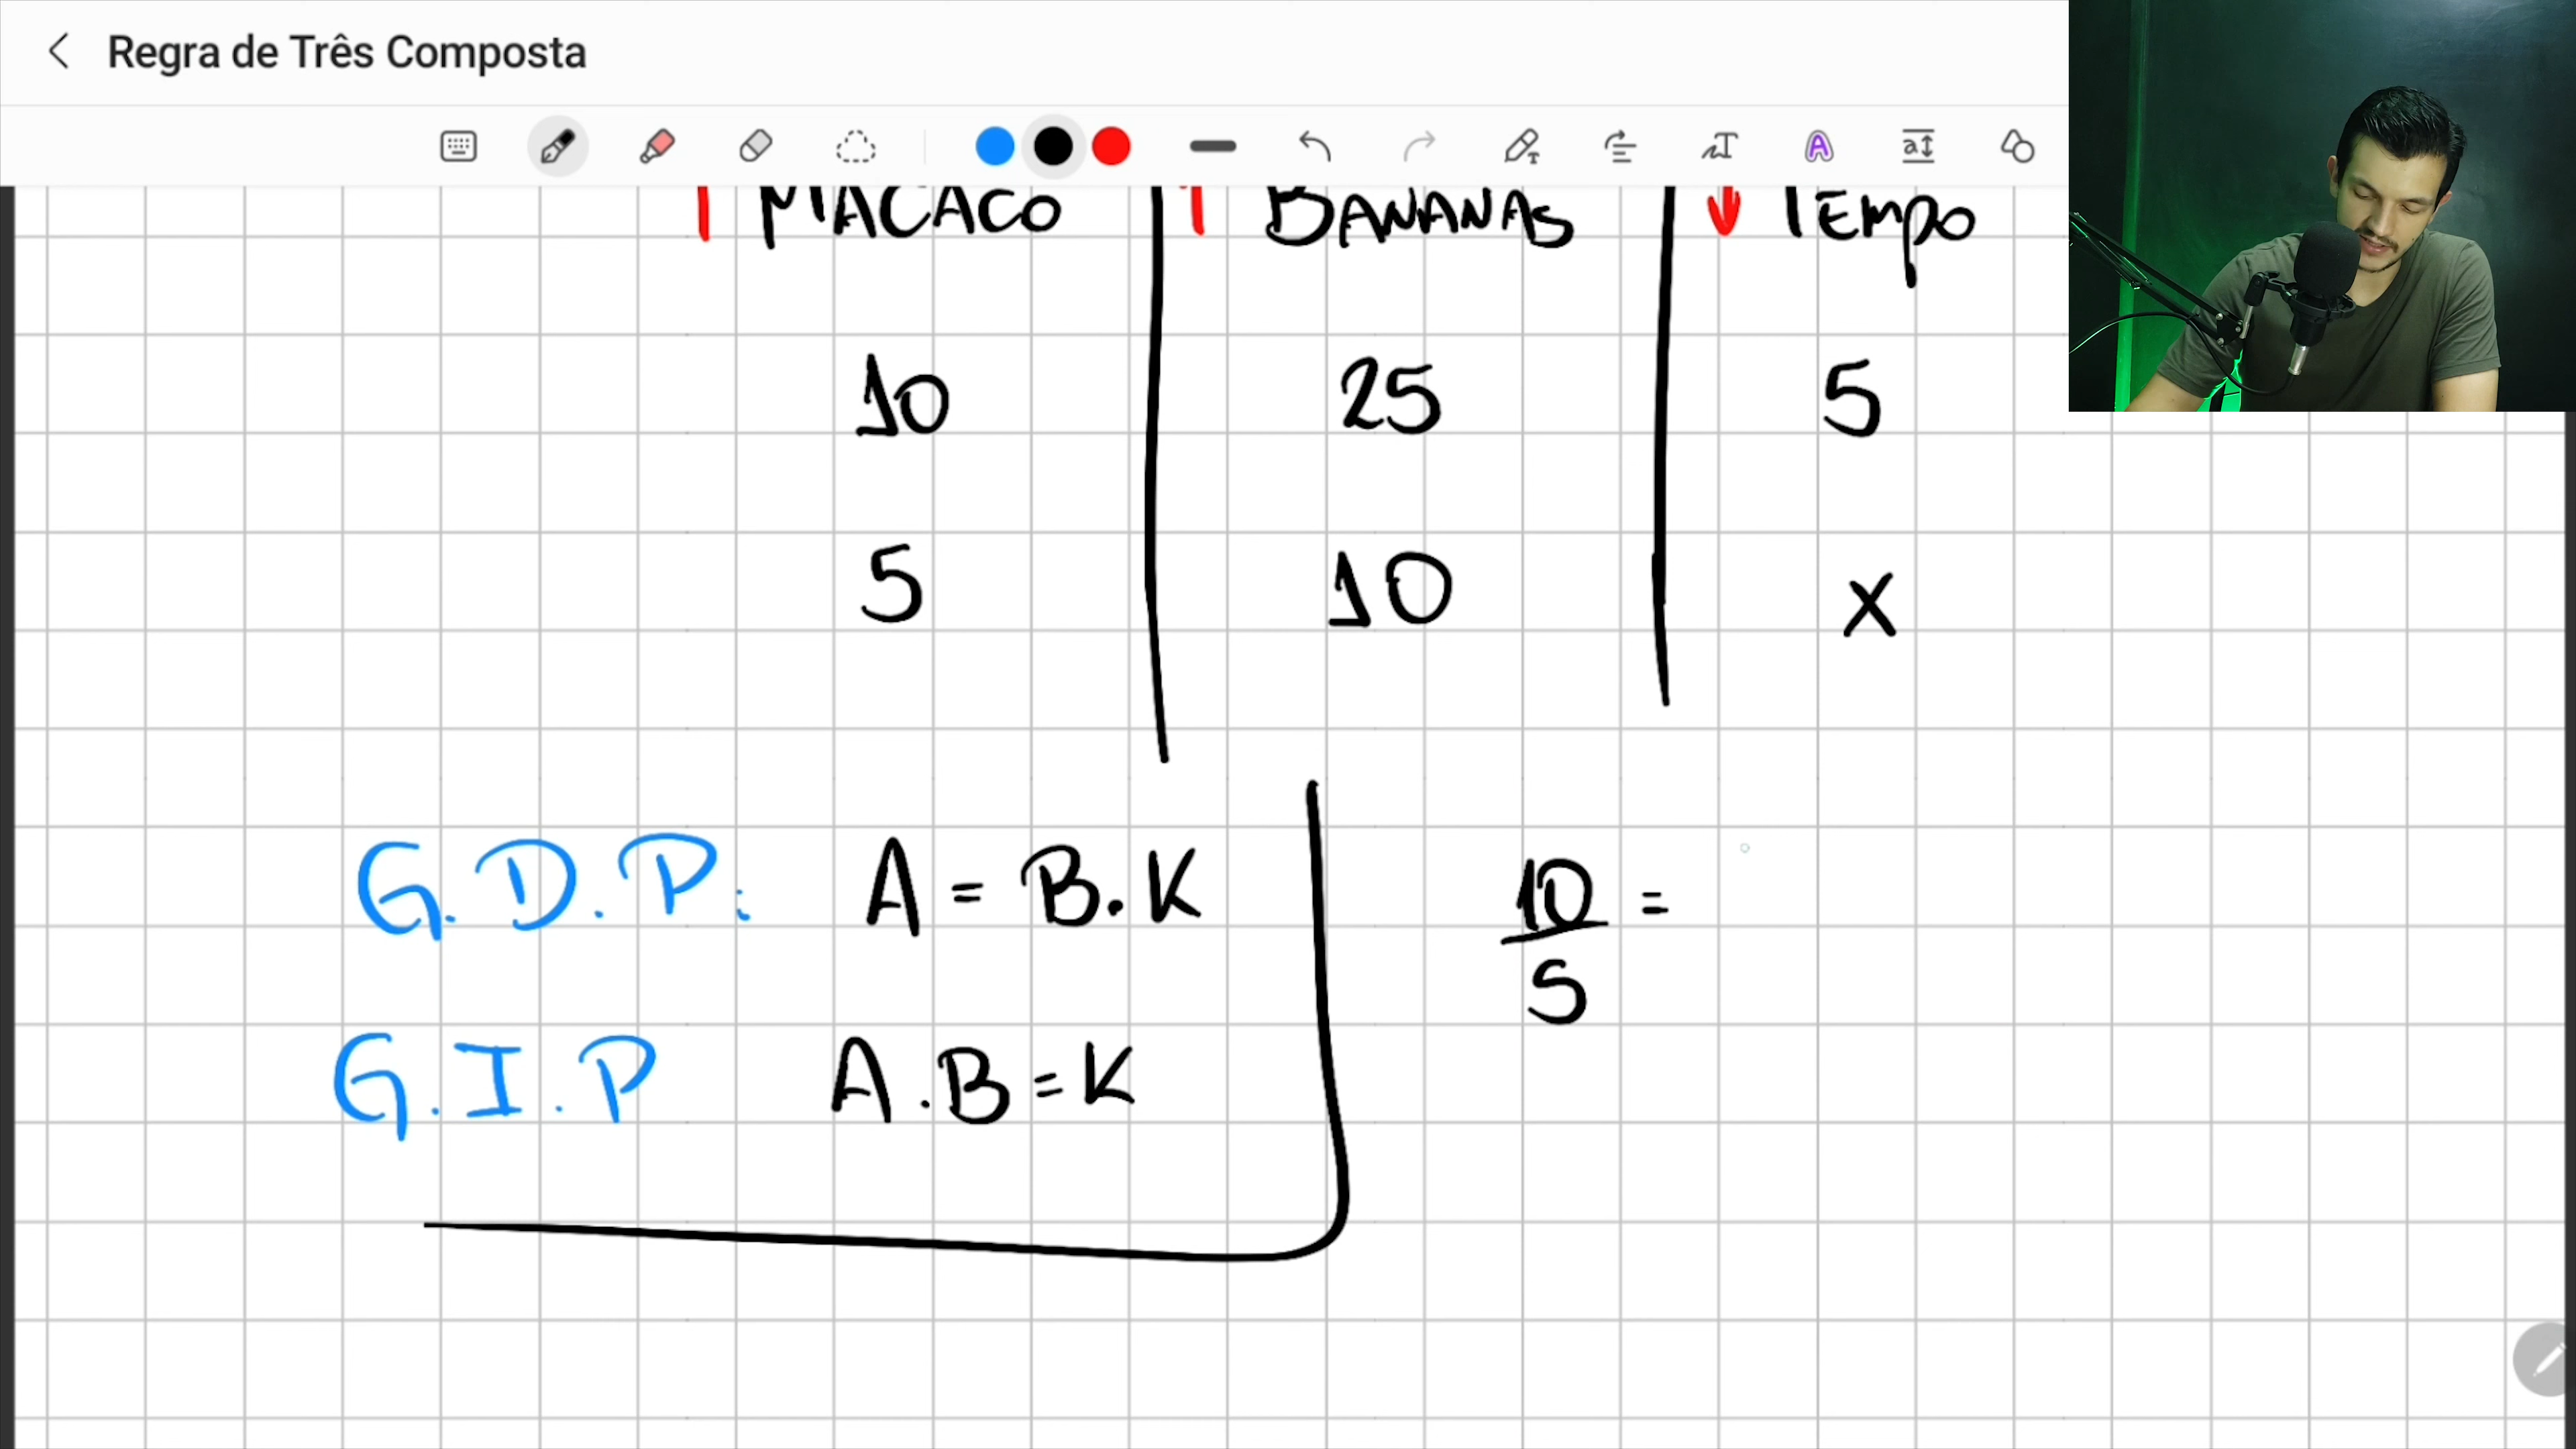 Regra de Três Composta
MACACO BANANAS TEMPO
10 25 5
5 10 x
G.D.P: A = B.K
10/5 =
G.I.P A.B=K